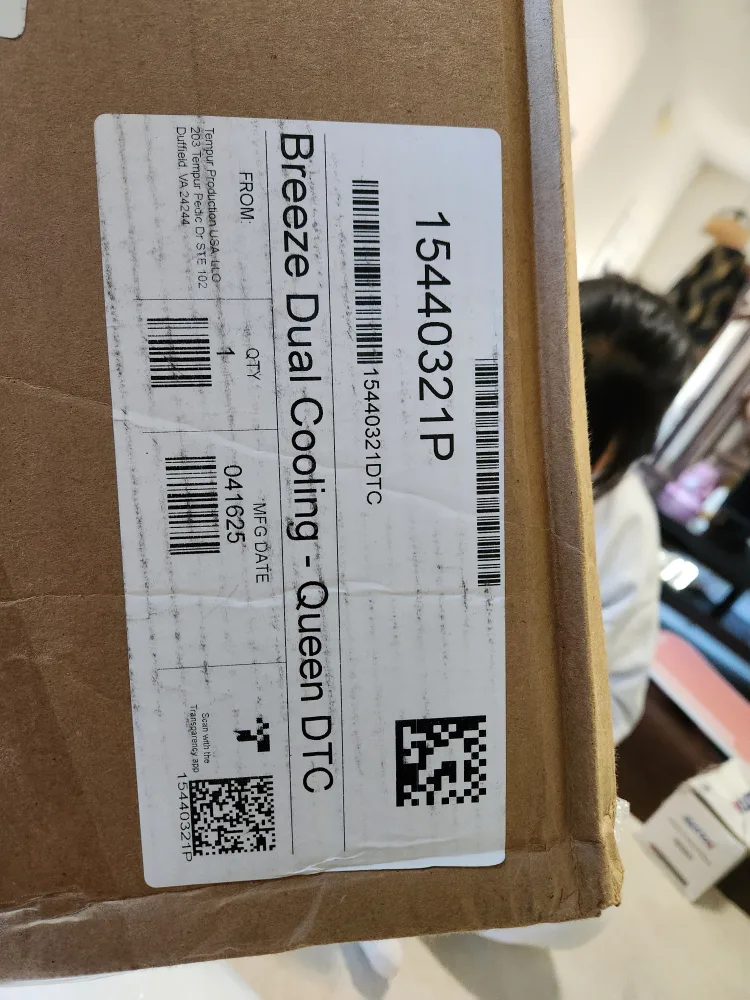 15440321P
15440321DTC
Breeze Dual Cooling - Queen DTC
FROM:
Tempur Production USA, LLC
203 Tempur Pedic Dr STE 102
Duffield, VA 24244
QTY
1
MFG DATE
041625
Scan with the
Transparency app
15440321P